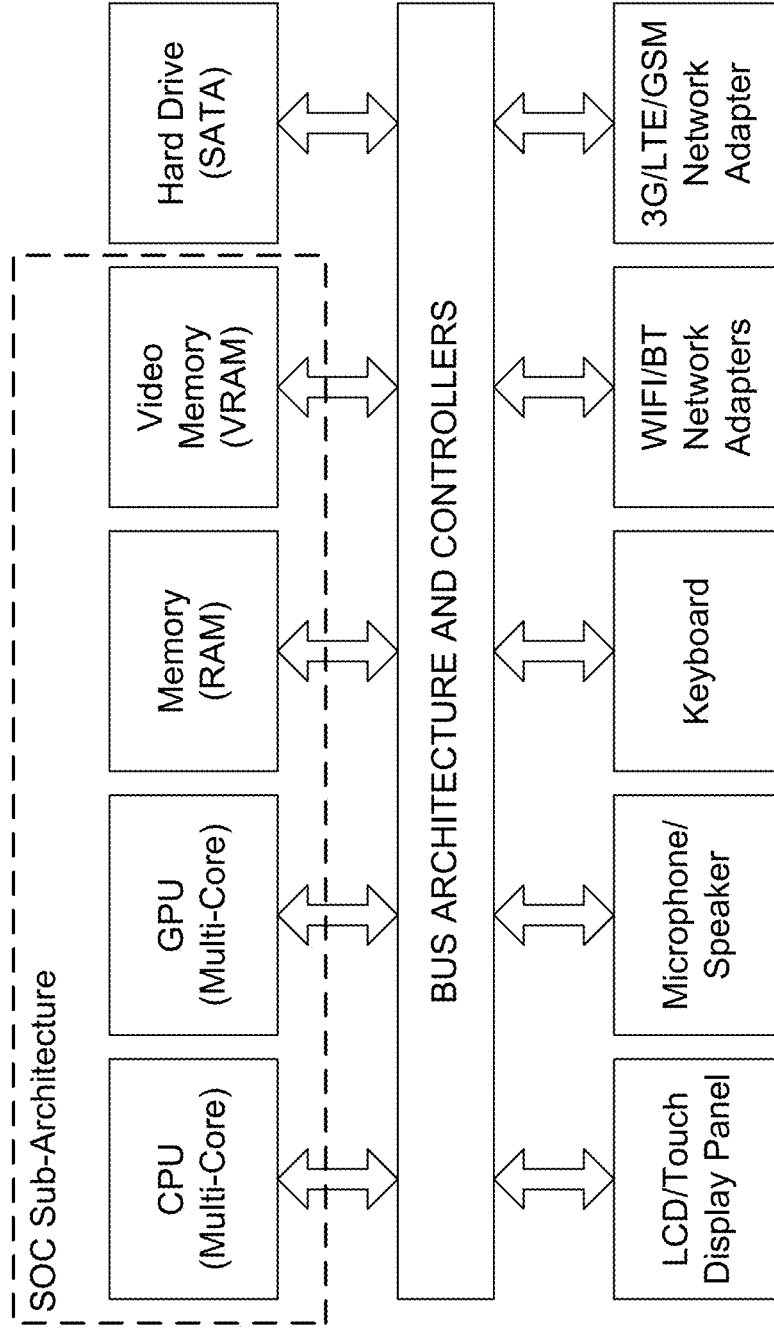 SOC Sub-Architecture
CPU
(Multi-Core)
GPU
(Multi-Core)
Memory
(RAM)
Video
Memory
(VRAM)
Hard Drive
(SATA)
BUS ARCHITECTURE AND CONTROLLERS
LCD/Touch
Display Panel
Microphone/
Speaker
Keyboard
WIFI/BT
Network
Adapters
3G/LTE/GSM
Network
Adapter